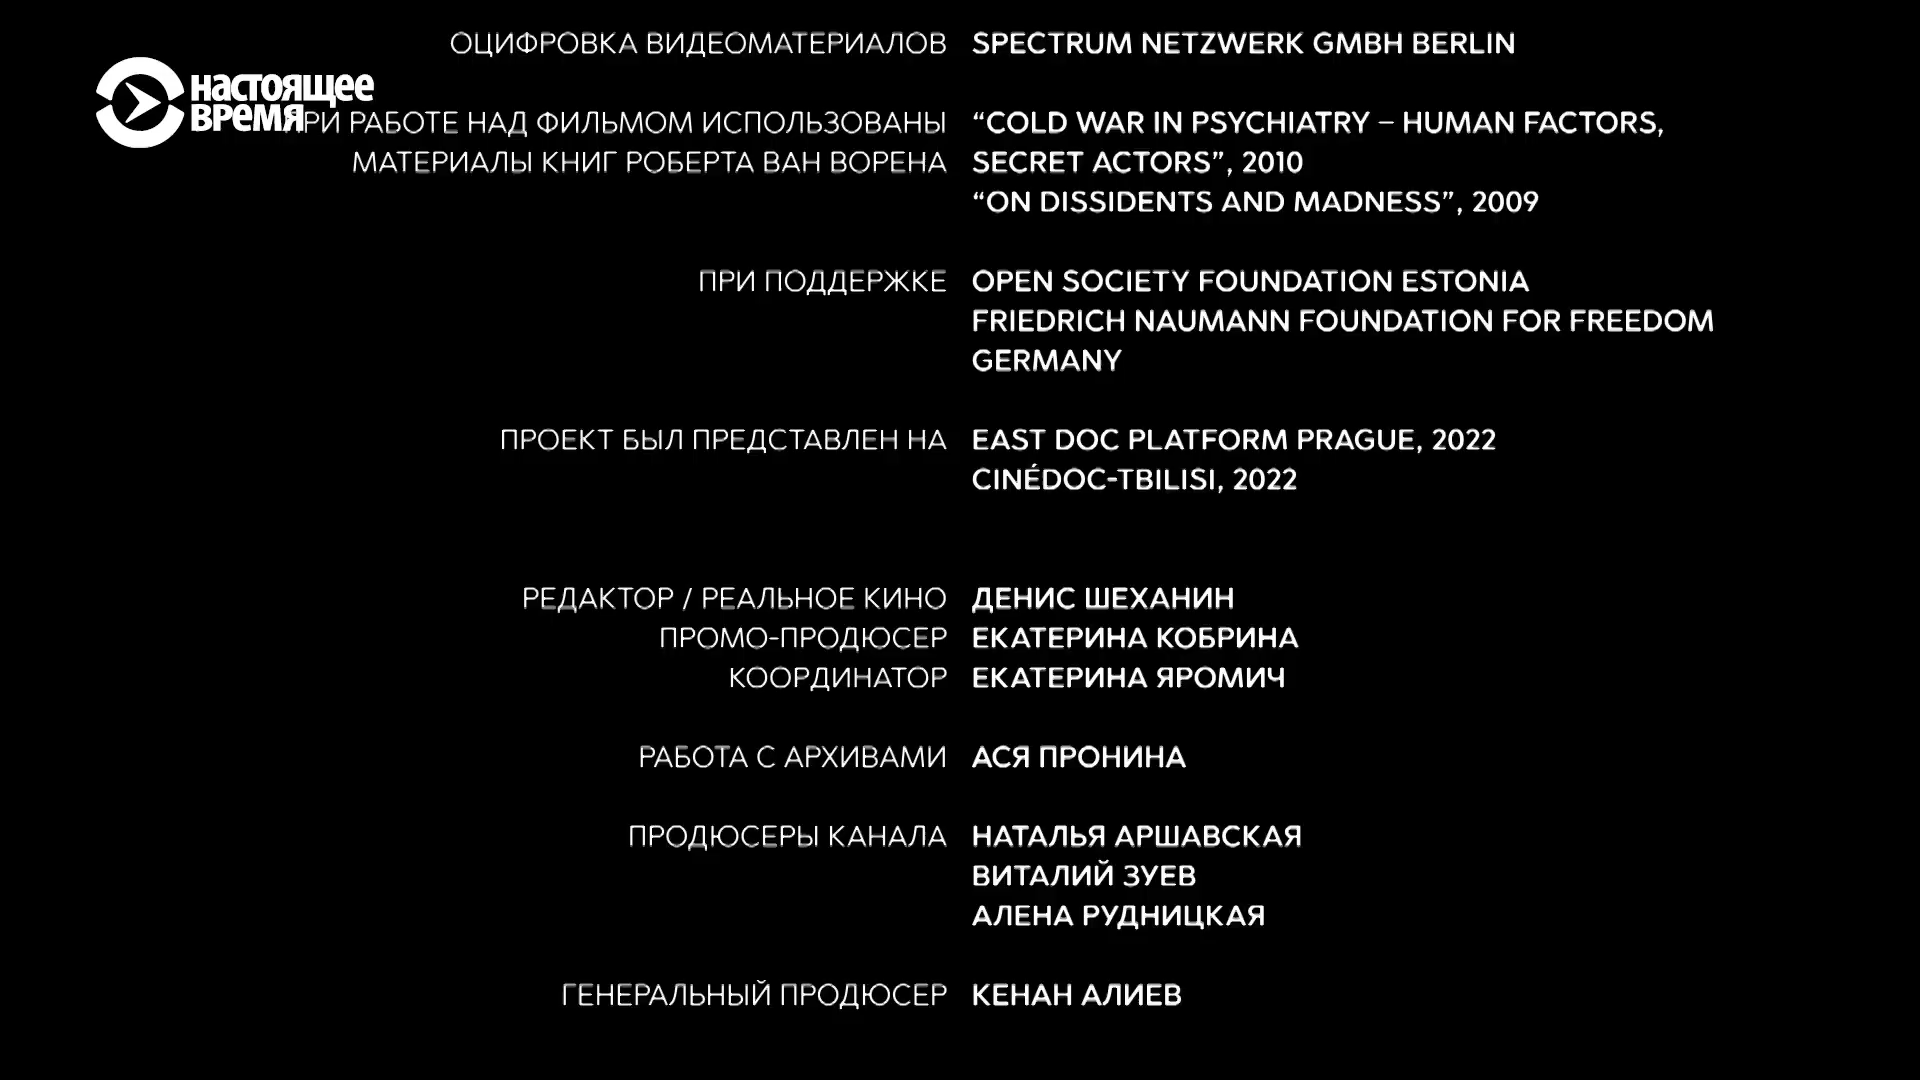 ОЦИФРОВКА ВИДЕОМАТЕРИАЛОВ SPECTRUM NETZWERK GMBH BERLIN
НАСТОЯЩЕЕ
ВРЕМЯ
ПРИ РАБОТЕ НАД ФИЛЬМОМ ИСПОЛЬЗОВАНЫ “COLD WAR IN PSYCHIATRY – HUMAN FACTORS,
МАТЕРИАЛЫ КНИГ РОБЕРТА ВАН ВОРЕНА SECRET ACTORS”, 2010
“ON DISSIDENTS AND MADNESS”, 2009
ПРИ ПОДДЕРЖКЕ OPEN SOCIETY FOUNDATION ESTONIA
FRIEDRICH NAUMANN FOUNDATION FOR FREEDOM
GERMANY
ПРОЕКТ БЫЛ ПРЕДСТАВЛЕН НА EAST DOC PLATFORM PRAGUE, 2022
CINÉDOC-TBILISI, 2022
РЕДАКТОР / РЕАЛЬНОЕ КИНО ДЕНИС ШЕХАНИН
ПРОМО-ПРОДЮСЕР ЕКАТЕРИНА КОБРИНА
КООРДИНАТОР ЕКАТЕРИНА ЯРОМИЧ
РАБОТА С АРХИВАМИ АСЯ ПРОНИНА
ПРОДЮСЕРЫ КАНАЛА НАТАЛЬЯ АРШАВСКАЯ
ВИТАЛИЙ ЗУЕВ
АЛЕНА РУДНИЦКАЯ
ГЕНЕРАЛЬНЫЙ ПРОДЮСЕР КЕНАН АЛИЕВ